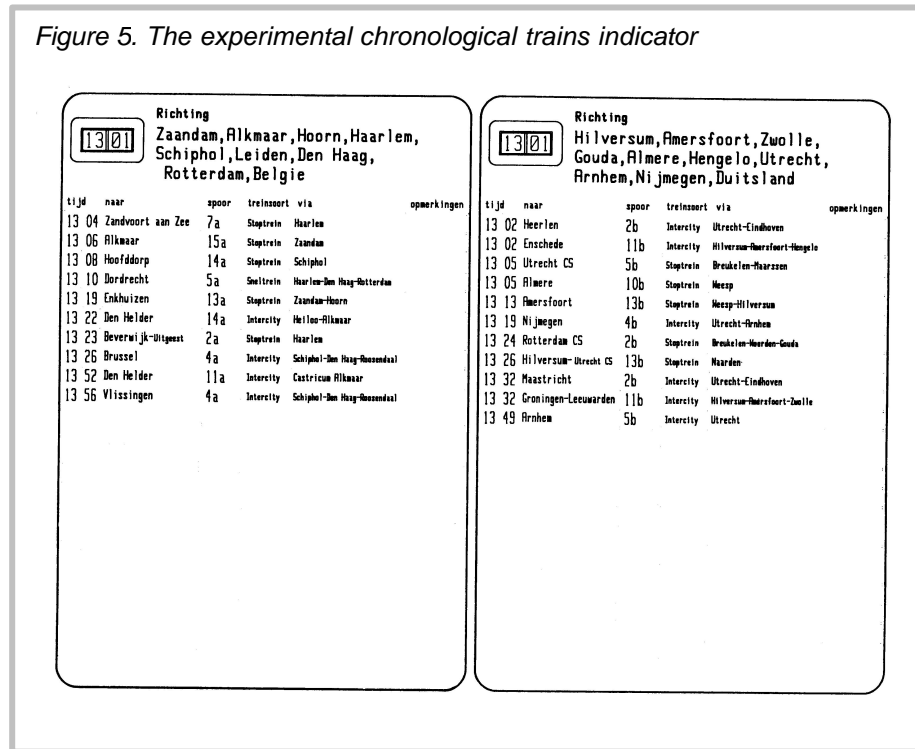 Figure 5. The experimental chronological trains indicator
13 01
Richting
Zaandam,Alkmaar,Hoorn,Haarlem,
Schiphol,Leiden,Den Haag,
Rotterdam,Belgie
tijd naar spoor treinsoort via opmerkingen
13 04 Zandvoort aan Zee 7a Stoptrein Haarlem
13 06 Alkmaar 15a Stoptrein Zaandam
13 08 Hoofddorp 14a Stoptrein Schiphol
13 10 Dordrecht 5a Sneltrein Haarlem-Den Haag-Rotterdam
13 19 Enkhuizen 13a Stoptrein Zaandam-Hoorn
13 22 Den Helder 14a Intercity Heiloo-Alkmaar
13 23 Beverwijk-Uitgeest 2a Stoptrein Haarlem
13 26 Brussel 4a Intercity Schiphol-Den Haag-Roosendaal
13 52 Den Helder 11a Intercity Castricum Alkmaar
13 56 Vlissingen 4a Intercity Schiphol-Den Haag-Roosendaal
13 01
Richting
Hilversum,Amersfoort,Zwolle,
Gouda,Almere,Hengelo,Utrecht,
Arnhem,Nijmegen,Duitsland
tijd naar spoor treinsoort via opmerkingen
13 02 Heerlen 2b Intercity Utrecht-Eindhoven
13 02 Enschede 11b Intercity Hilversum-Amersfoort-Hengelo
13 05 Utrecht CS 5b Stoptrein Breukelen-Maarssen
13 05 Almere 10b Stoptrein Weesp
13 13 Amersfoort 13b Stoptrein Weesp-Hilversum
13 19 Nijmegen 4b Intercity Utrecht-Arnhem
13 24 Rotterdam CS 2b Stoptrein Breukelen-Woerden-Gouda
13 26 Hilversum-Utrecht CS 13b Stoptrein Naarden
13 32 Maastricht 2b Intercity Utrecht-Eindhoven
13 32 Groningen-Leeuwarden 11b Intercity Hilversum-Amersfoort-Zwolle
13 49 Arnhem 5b Intercity Utrecht